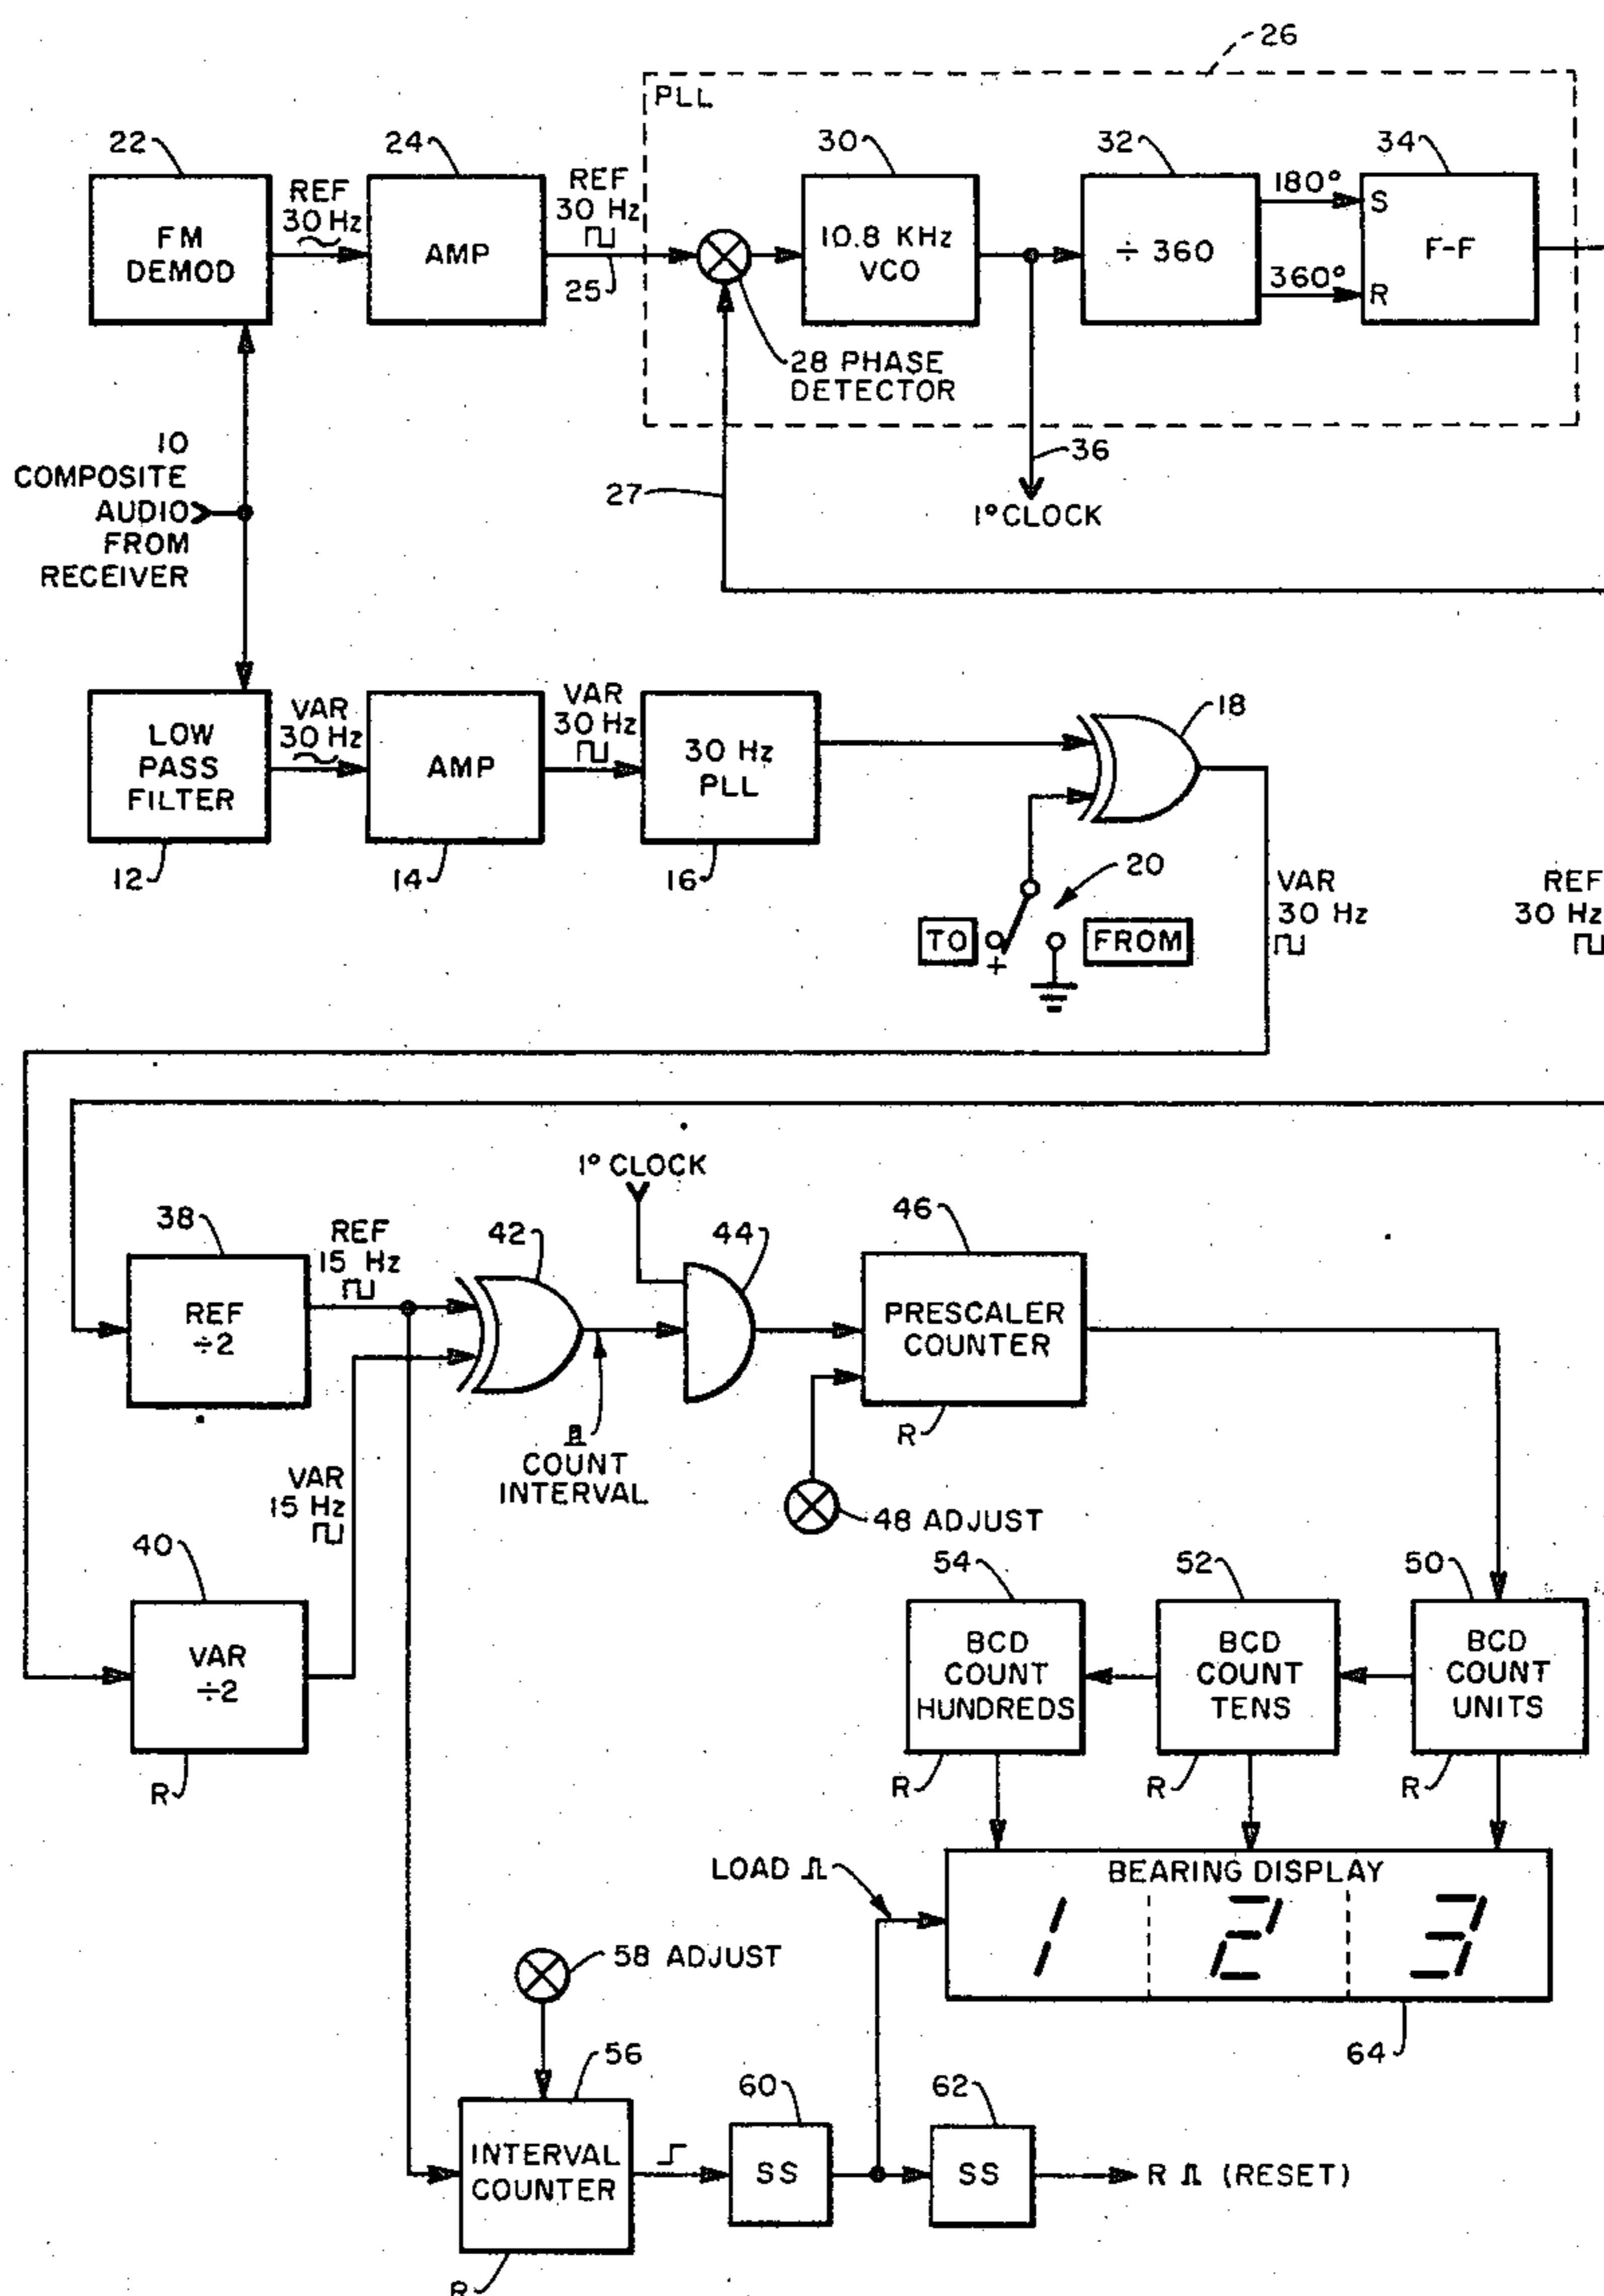 26
PLL
22
24
30
32
34
REF
30 Hz
REF
30 Hz
FM
DEMOD
AMP
25
10.8 KHz
VCO
÷ 360
180°
360°
S
R
F-F
28 PHASE
DETECTOR
36
1° CLOCK
27
10
COMPOSITE
AUDIO
FROM
RECEIVER
LOW
PASS
FILTER
12
VAR
30 Hz
AMP
14
VAR
30 Hz
30 Hz
PLL
16
18
20
TO
+
FROM
VAR
30 Hz
REF
30 Hz
1° CLOCK
38
REF
÷2
REF
15 Hz
42
44
46
PRESCALER
COUNTER
R
COUNT
INTERVAL
48 ADJUST
VAR
15 Hz
40
VAR
÷2
R
54
52
50
BCD
COUNT
HUNDREDS
BCD
COUNT
TENS
BCD
COUNT
UNITS
R
R
R
LOAD
BEARING DISPLAY
1 2 3
64
58 ADJUST
56
INTERVAL
COUNTER
R
60
SS
62
SS
R (RESET)